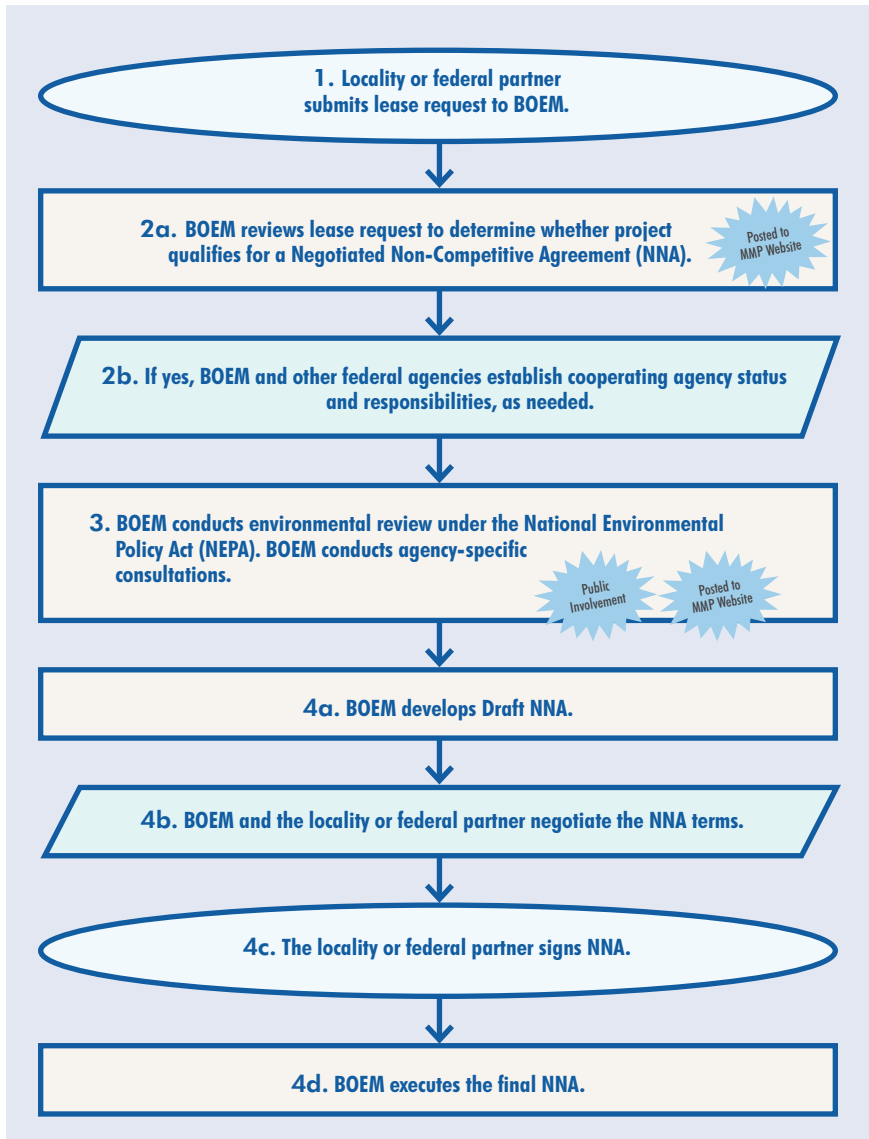 1. Locality or federal partner
submits lease request to BOEM.
2a. BOEM reviews lease request to determine whether project
qualifies for a Negotiated Non-Competitive Agreement (NNA).
Posted to
MMP Website
2b. If yes, BOEM and other federal agencies establish cooperating agency status
and responsibilities, as needed.
3. BOEM conducts environmental review under the National Environmental
Policy Act (NEPA). BOEM conducts agency-specific
consultations.
Public
Involvement
Posted to
MMP Website
4a. BOEM develops Draft NNA.
4b. BOEM and the locality or federal partner negotiate the NNA terms.
4c. The locality or federal partner signs NNA.
4d. BOEM executes the final NNA.